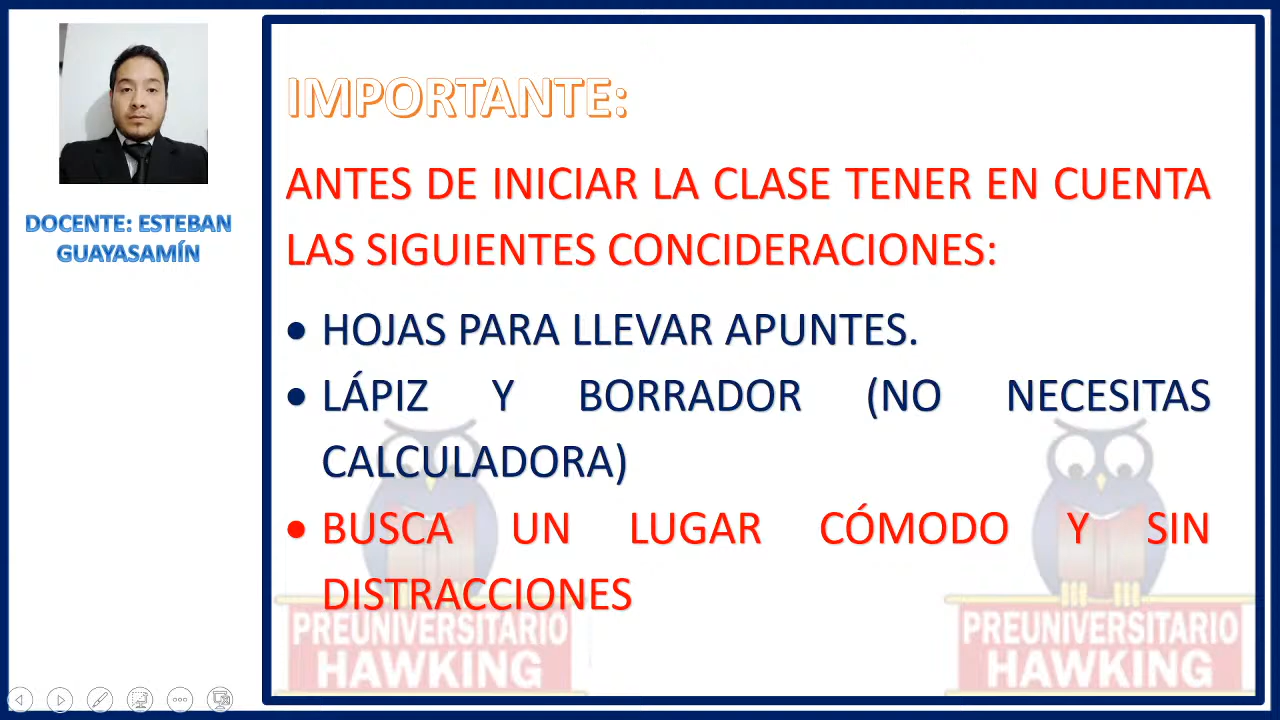 DOCENTE: ESTEBAN
GUAYASAMÍN
IMPORTANTE:
ANTES DE INICIAR LA CLASE TENER EN CUENTA
LAS SIGUIENTES CONCIDERACIONES:
• HOJAS PARA LLEVAR APUNTES.
• LÁPIZ Y BORRADOR (NO NECESITAS
CALCULADORA)
• BUSCA UN LUGAR CÓMODO Y SIN
DISTRACCIONES
PREUNIVERSITARIO
HAWKING
PREUNIVERSITARIO
HAWKING